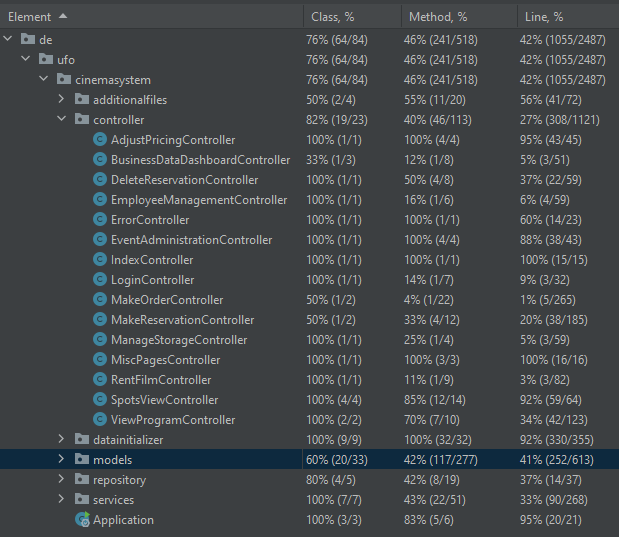 Element Class, % Method, % Line, %
de 76% (64/84) 46% (241/518) 42% (1055/2487)
ufo 76% (64/84) 46% (241/518) 42% (1055/2487)
cinemasystem 76% (64/84) 46% (241/518) 42% (1055/2487)
additionalfiles 50% (2/4) 55% (11/20) 56% (41/72)
controller 82% (19/23) 40% (46/113) 27% (308/1121)
AdjustPricingController 100% (1/1) 100% (4/4) 95% (43/45)
BusinessDataDashboardController 33% (1/3) 12% (1/8) 5% (3/51)
DeleteReservationController 100% (1/1) 50% (4/8) 37% (22/59)
EmployeeManagementController 100% (1/1) 16% (1/6) 6% (4/59)
ErrorController 100% (1/1) 100% (1/1) 60% (14/23)
EventAdministrationController 100% (1/1) 100% (4/4) 88% (38/43)
IndexController 100% (1/1) 100% (1/1) 100% (15/15)
LoginController 100% (1/1) 14% (1/7) 9% (3/32)
MakeOrderController 50% (1/2) 4% (1/22) 1% (5/265)
MakeReservationController 50% (1/2) 33% (4/12) 20% (38/185)
ManageStorageController 100% (1/1) 25% (1/4) 5% (3/59)
MiscPagesController 100% (1/1) 100% (3/3) 100% (16/16)
RentFilmController 100% (1/1) 11% (1/9) 3% (3/82)
SpotsViewController 100% (4/4) 85% (12/14) 92% (59/64)
ViewProgramController 100% (2/2) 70% (7/10) 34% (42/123)
datainitializer 100% (9/9) 100% (32/32) 92% (330/355)
models 60% (20/33) 42% (117/277) 41% (252/613)
repository 80% (4/5) 42% (8/19) 37% (14/37)
services 100% (7/7) 43% (22/51) 33% (90/268)
Application 100% (3/3) 83% (5/6) 95% (20/21)